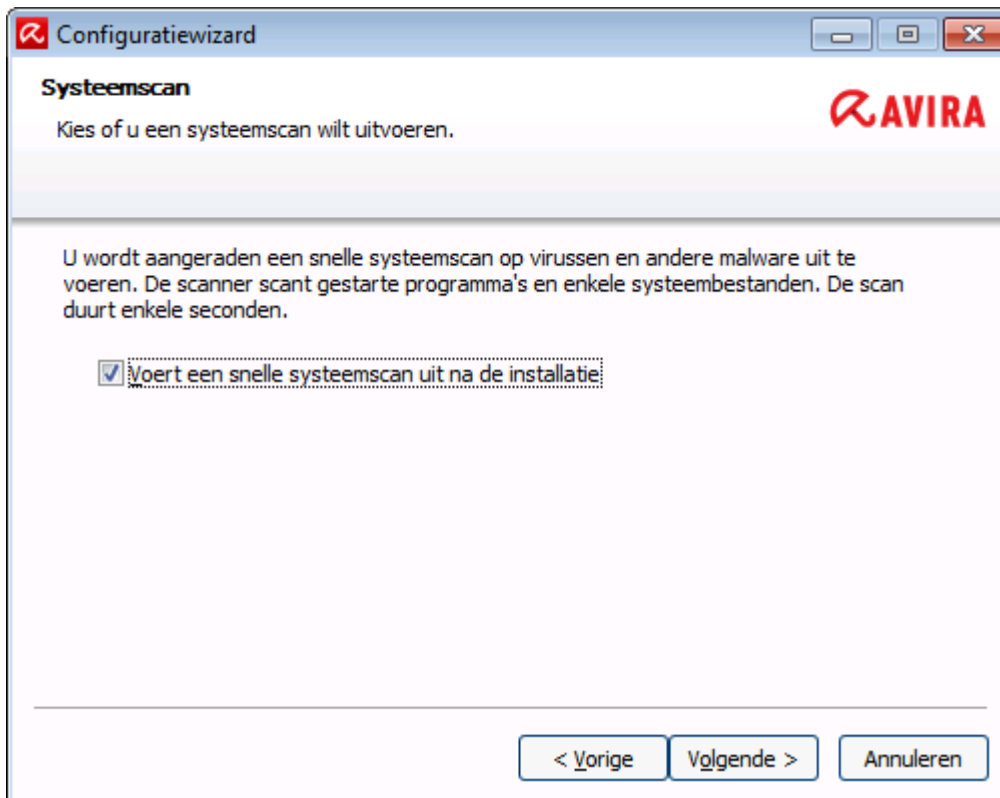 Configuratiewizard
Systeemscan
Kies of u een systeemscan wilt uitvoeren.
AVIRA
U wordt aangeraden een snelle systeemscan op virussen en andere malware uit te
voeren. De scanner scant gestarte programma's en enkele systeembestanden. De scan
duurt enkele seconden.
Voert een snelle systeemscan uit na de installatie
< Vorige
Volgende >
Annuleren